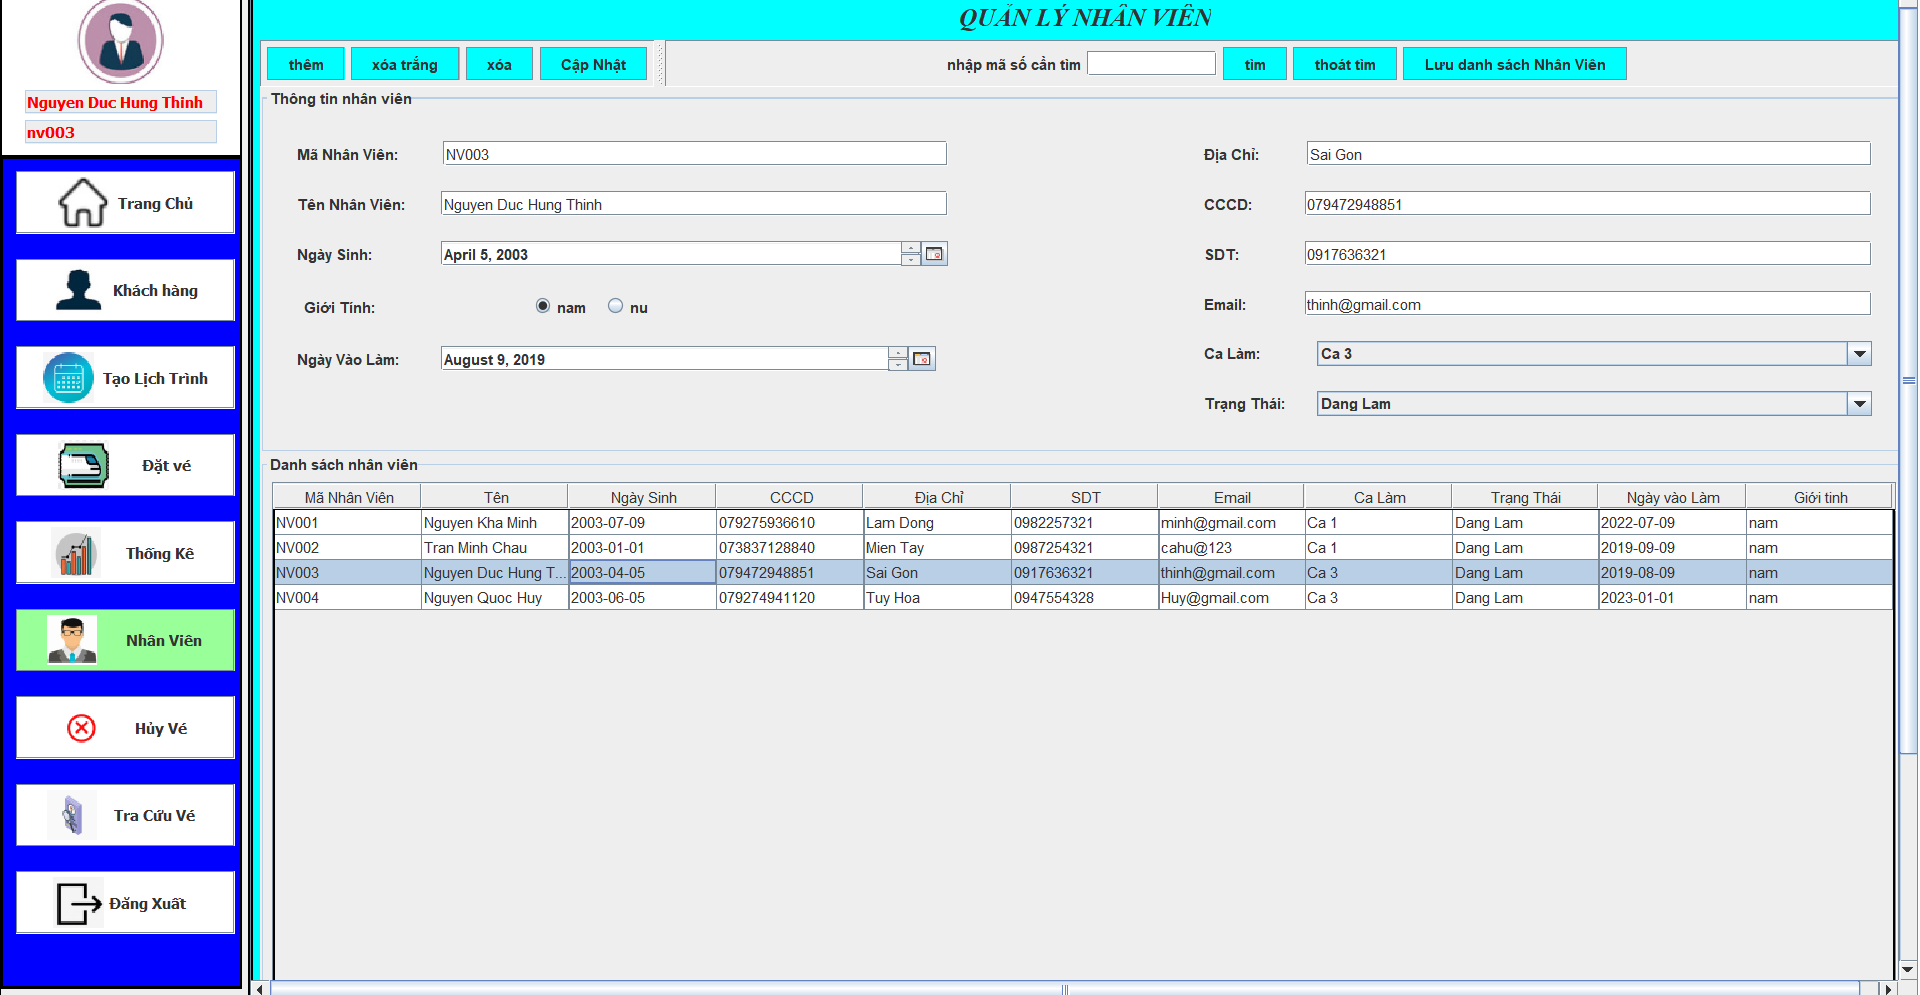 Nguyen Duc Hung Thinh
nv003
Trang Chủ
Khách hàng
Tạo Lịch Trình
Đặt vé
Thống Kê
Nhân Viên
Hủy Vé
Tra Cứu Vé
Đăng Xuất
QUẢN LÝ NHÂN VIÊN
thêm xóa trắng xóa Cập Nhật nhập mã số cần tìm tìm thoát tìm Lưu danh sách Nhân Viên
Thông tin nhân viên
Mã Nhân Viên: NV003 Địa Chỉ: Sai Gon
Tên Nhân Viên: Nguyen Duc Hung Thinh CCCD: 079472948851
Ngày Sinh: April 5, 2003 SDT: 0917636321
Giới Tính: nam nu Email: thinh@gmail.com
Ngày Vào Làm: August 9, 2019 Ca Làm: Ca 3
Trạng Thái: Dang Lam
Danh sách nhân viên
Mã Nhân Viên Tên Ngày Sinh CCCD Địa Chỉ SDT Email Ca Làm Trạng Thái Ngày vào Làm Giới tinh
NV001 Nguyen Kha Minh 2003-07-09 079275936610 Lam Dong 0982257321 minh@gmail.com Ca 1 Dang Lam 2022-07-09 nam
NV002 Tran Minh Chau 2003-01-01 073837128840 Mien Tay 0987254321 cahu@123 Ca 1 Dang Lam 2019-09-09 nam
NV003 Nguyen Duc Hung T... 2003-04-05 079472948851 Sai Gon 0917636321 thinh@gmail.com Ca 3 Dang Lam 2019-08-09 nam
NV004 Nguyen Quoc Huy 2003-06-05 079274941120 Tuy Hoa 0947554328 Huy@gmail.com Ca 3 Dang Lam 2023-01-01 nam